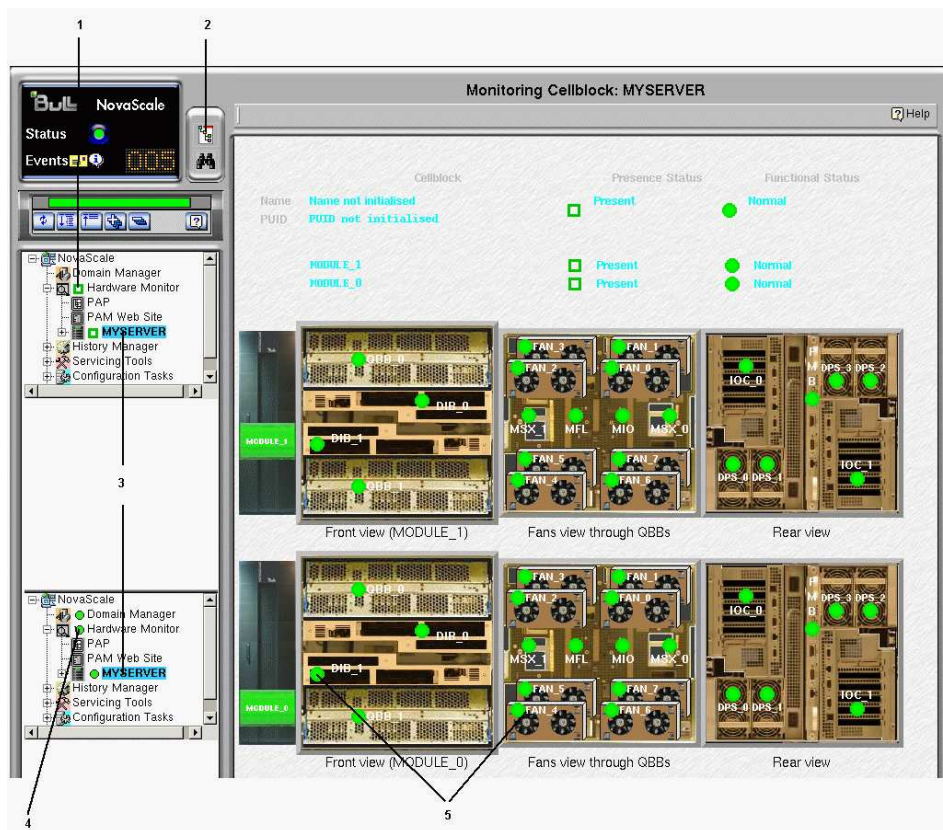 1 2
Bull NovaScale
Status
Events 005
Monitoring Cellblock: MYSERVER
? Help
Cellblock Presence Status Functional Status
Name Name not initialised Present Normal
PUID PUID not initialised
MODULE_1 Present Normal
MODULE_0 Present Normal
NovaScale
Domain Manager
Hardware Monitor
PAP
PAM Web Site
MYSERVER
History Manager
Servicing Tools
Configuration Tasks
3
MODULE_1
QBB_0
DIB_0
DIB_1
QBB_1
Front view (MODULE_1)
FAN_3 FAN_1
FAN_2 FAN_0
MSX_1 MFL MIO MSX_0
FAN_5 FAN_7
FAN_4 FAN_6
Fans view through QBBs
IOC_0
P
M
B
DPS_3 DPS_2
DPS_0 DPS_1
IOC_1
Rear view
NovaScale
Domain Manager
Hardware Monitor
PAP
PAM Web Site
MYSERVER
History Manager
Servicing Tools
Configuration Tasks
MODULE_0
QBB_0
DIB_0
DIB_1
QBB_1
Front view (MODULE_0)
FAN_3 FAN_1
FAN_2 FAN_0
MSX_1 MFL MIO MSX_0
FAN_5 FAN_7
FAN_4 FAN_6
Fans view through QBBs
IOC_0
P
M
B
DPS_3 DPS_2
DPS_0 DPS_1
IOC_1
Rear view
4
5